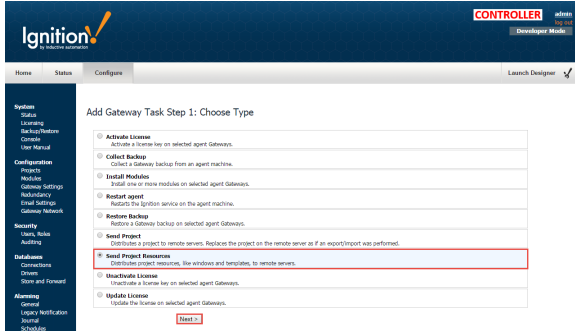 CONTROLLER
admin
log out
Developer Mode
Ignition!
by inductive automation
Home Status Configure
Launch Designer
System
Status
Licensing
Backup/Restore
Console
User Manual
Configuration
Projects
Modules
Gateway Settings
Redundancy
Email Settings
Gateway Network
Security
Users, Roles
Auditing
Databases
Connections
Drivers
Store and Forward
Alarming
General
Legacy Notification
Journal
Schedules
Add Gateway Task Step 1: Choose Type
Activate License
Activate a license key on selected agent Gateways.
Collect Backup
Collect a Gateway backup from an agent machine.
Install Modules
Install one or more modules on selected agent Gateways.
Restart agent
Restarts the Ignition service on the agent machine.
Restore Backup
Restore a Gateway backup on selected agent Gateways.
Send Project
Distributes a project to remote servers. Replaces the project on the remote server as if an export/import was performed.
Send Project Resources
Distributes project resources, like windows and templates, to remote servers.
Unactivate License
Unactivate a license key on selected agent Gateways.
Update License
Update the license on selected agent Gateways.
Next >